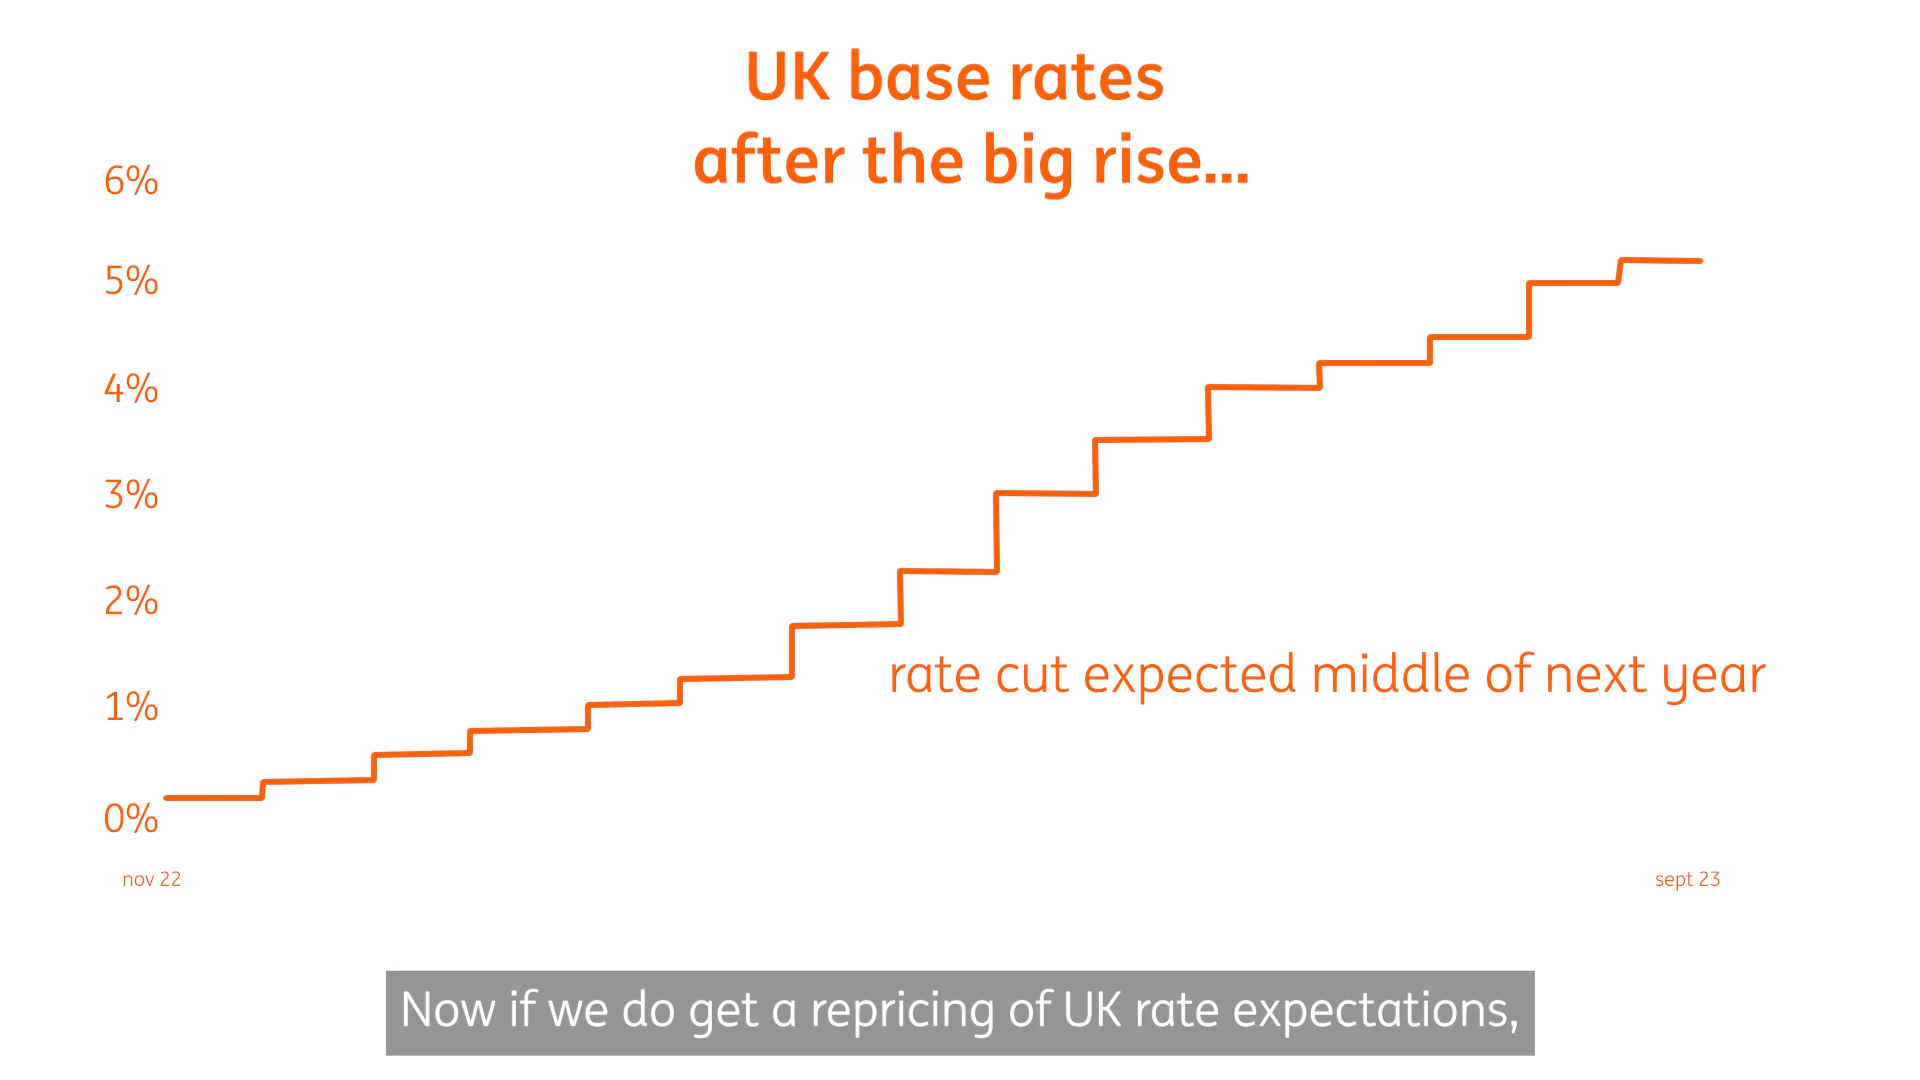 UK base rates
after the big rise...
6%
5%
4%
3%
2%
1%
0%
rate cut expected middle of next year
nov 22
sept 23
Now if we do get a repricing of UK rate expectations,